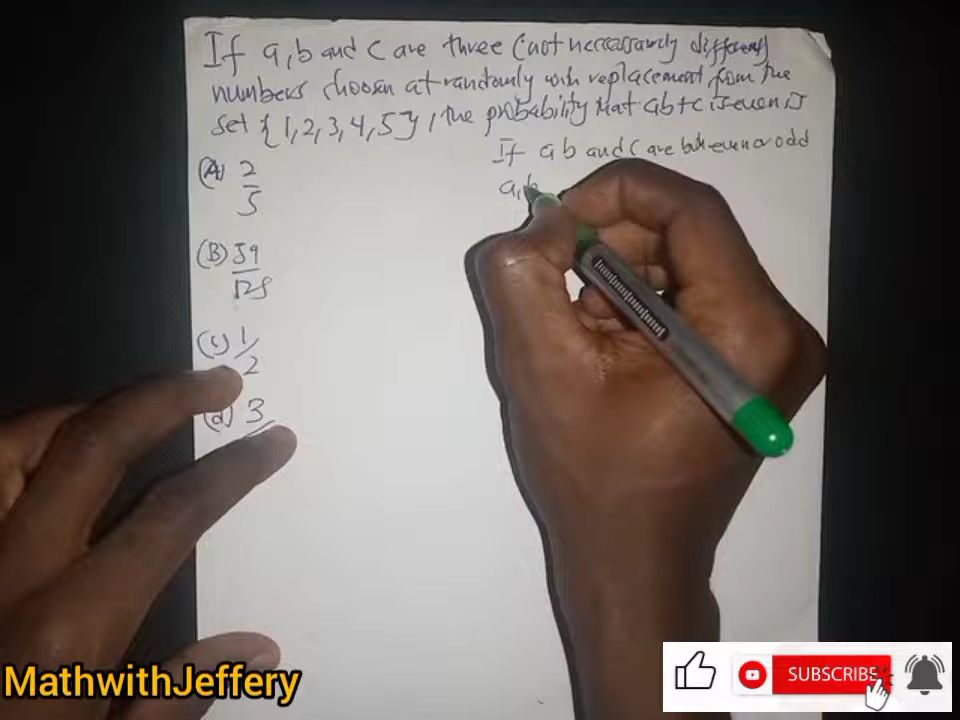 If a, b and c are three (not necessarily different)
numbers choosen at randomly with replacement from the
set {1, 2, 3, 4, 5}, the probability that ab + c is even is
If ab and c are both even or odd
(A) 2/5
a, b
(B) 59/125
(c) 1/2
(d) 3
MathwithJeffery
SUBSCRIBE